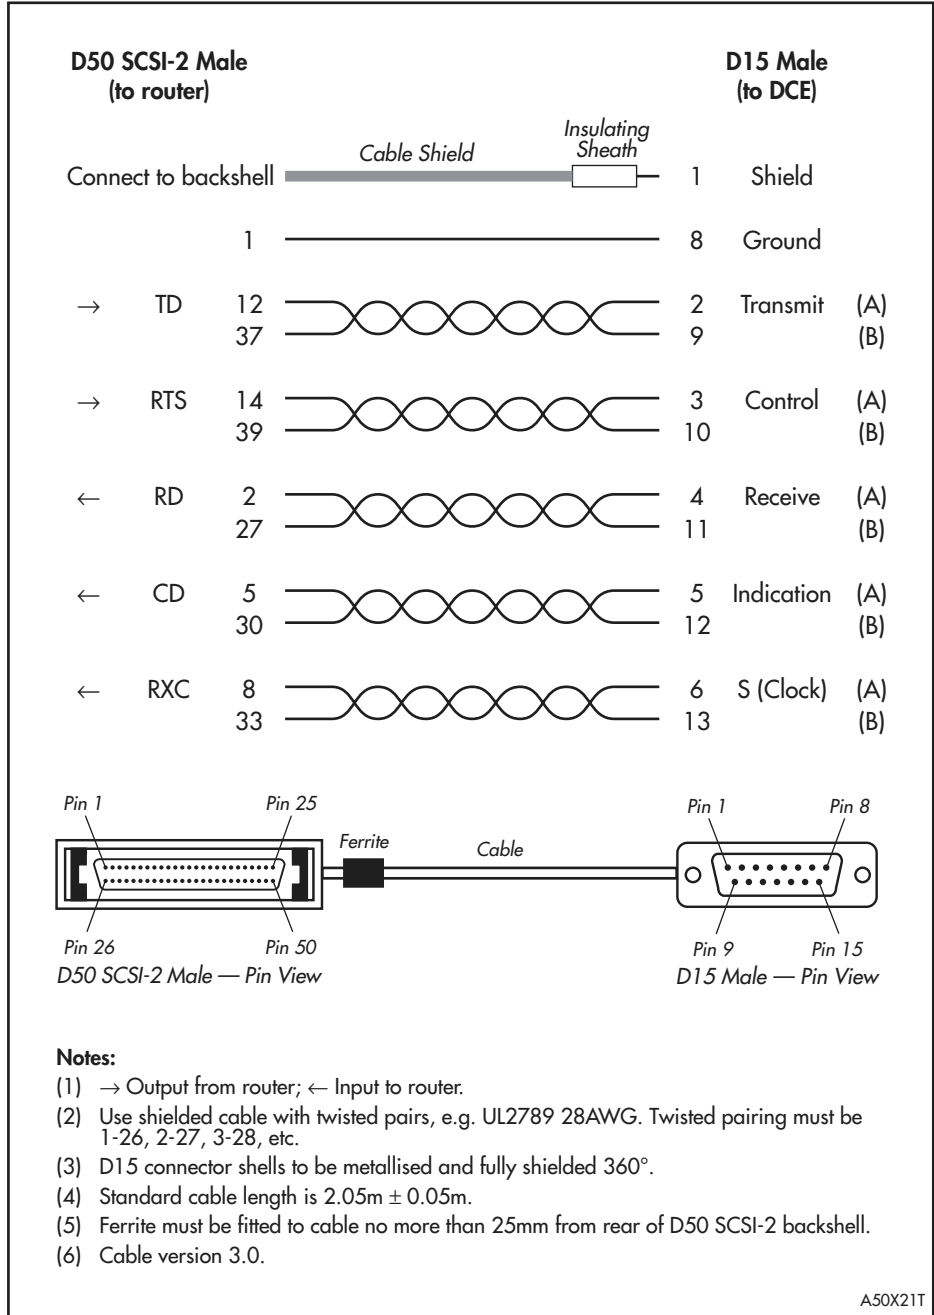 D50 SCSI-2 Male
(to router)
D15 Male
(to DCE)
Connect to backshell
Cable Shield
Insulating
Sheath
1 Shield
1 8 Ground
→ TD 12 2 Transmit (A)
37 9 (B)
→ RTS 14 3 Control (A)
39 10 (B)
← RD 2 4 Receive (A)
27 11 (B)
← CD 5 5 Indication (A)
30 12 (B)
← RXC 8 6 S (Clock) (A)
33 13 (B)
Pin 1 Pin 25
Ferrite
Cable
Pin 1 Pin 8
Pin 26 Pin 50
D50 SCSI-2 Male — Pin View
Pin 9 Pin 15
D15 Male — Pin View
Notes:
(1) → Output from router; ← Input to router.
(2) Use shielded cable with twisted pairs, e.g. UL2789 28AWG. Twisted pairing must be
1-26, 2-27, 3-28, etc.
(3) D15 connector shells to be metallised and fully shielded 360°.
(4) Standard cable length is 2.05m ± 0.05m.
(5) Ferrite must be fitted to cable no more than 25mm from rear of D50 SCSI-2 backshell.
(6) Cable version 3.0.
A50X21T